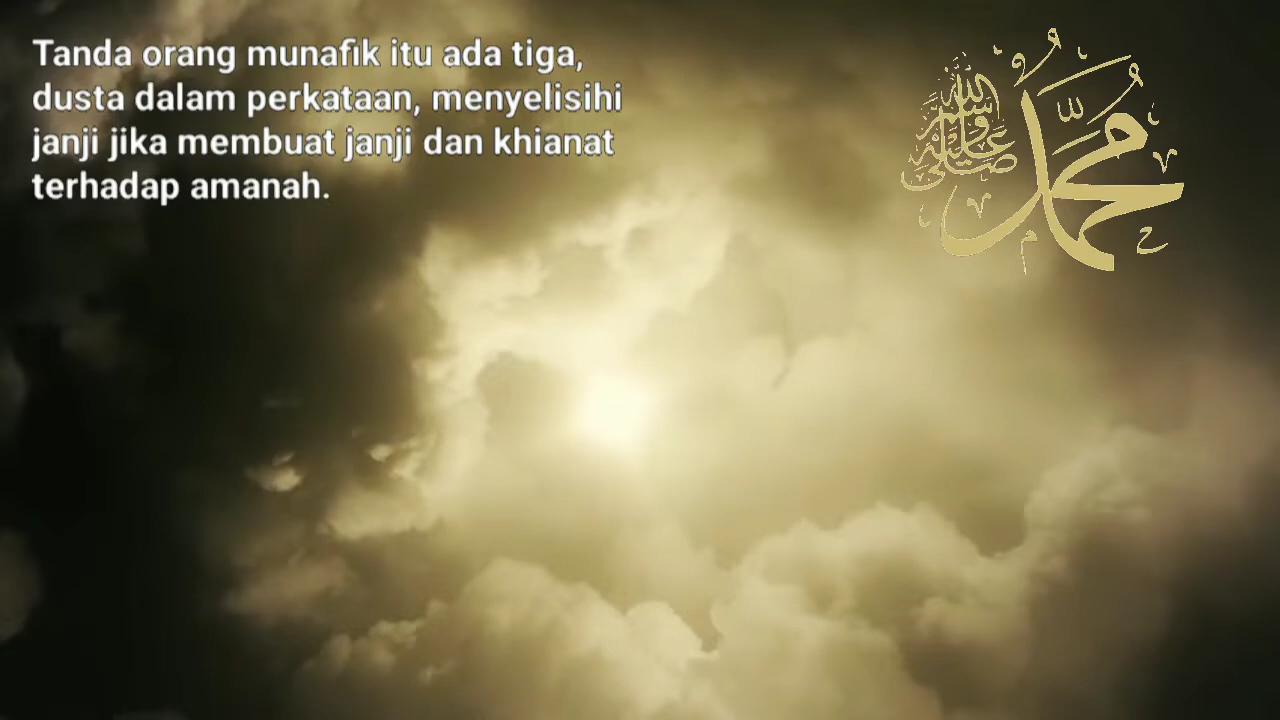 Tanda orang munafik itu ada tiga,
dusta dalam perkataan, menyelisihi
janji jika membuat janji dan khianat
terhadap amanah.
محمد
صلى الله عليه وسلم